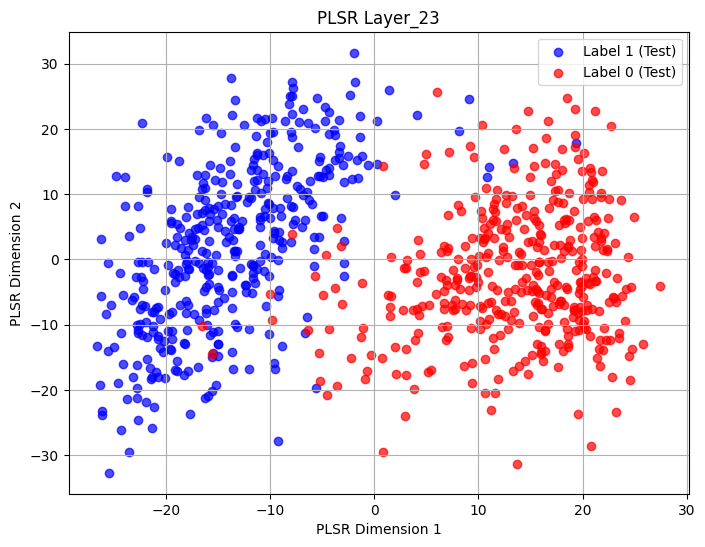 PLSR Layer_23
Label 1 (Test)
Label 0 (Test)
30
20
10
0
−10
−20
−30
PLSR Dimension 2
−20
−10
0
10
20
30
PLSR Dimension 1